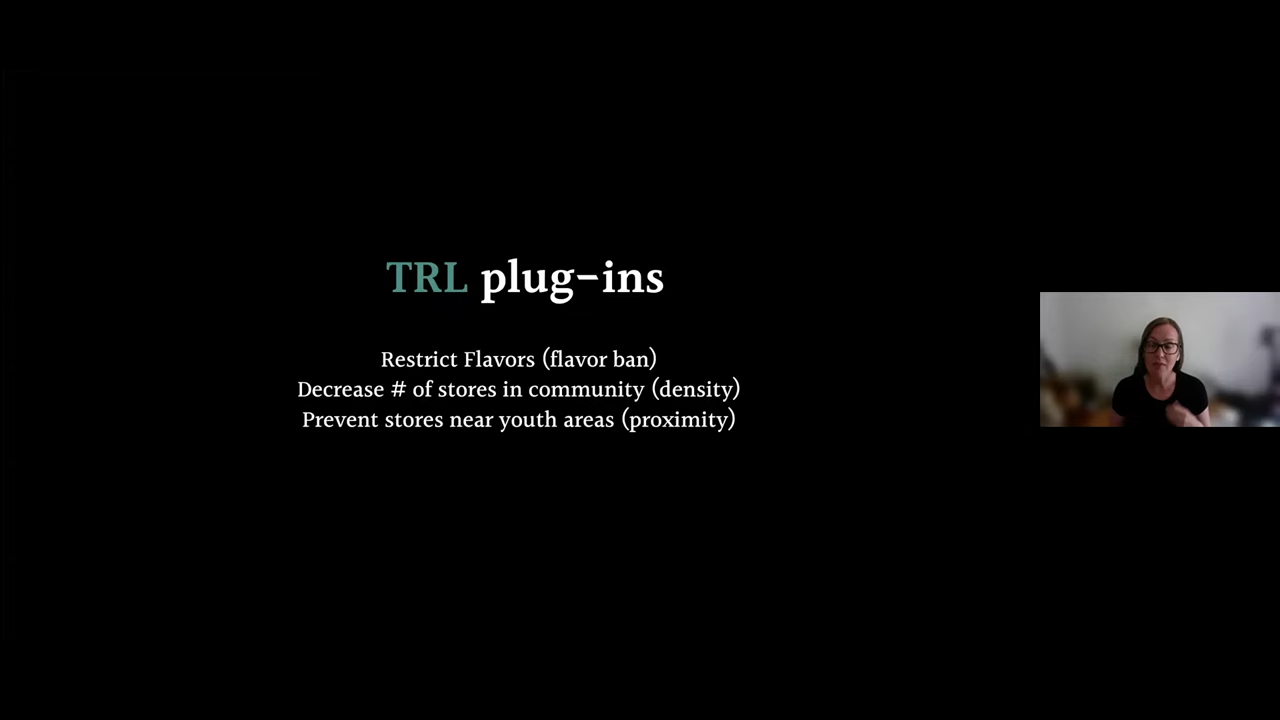 TRL plug-ins
Restrict Flavors (flavor ban)
Decrease # of stores in community (density)
Prevent stores near youth areas (proximity)